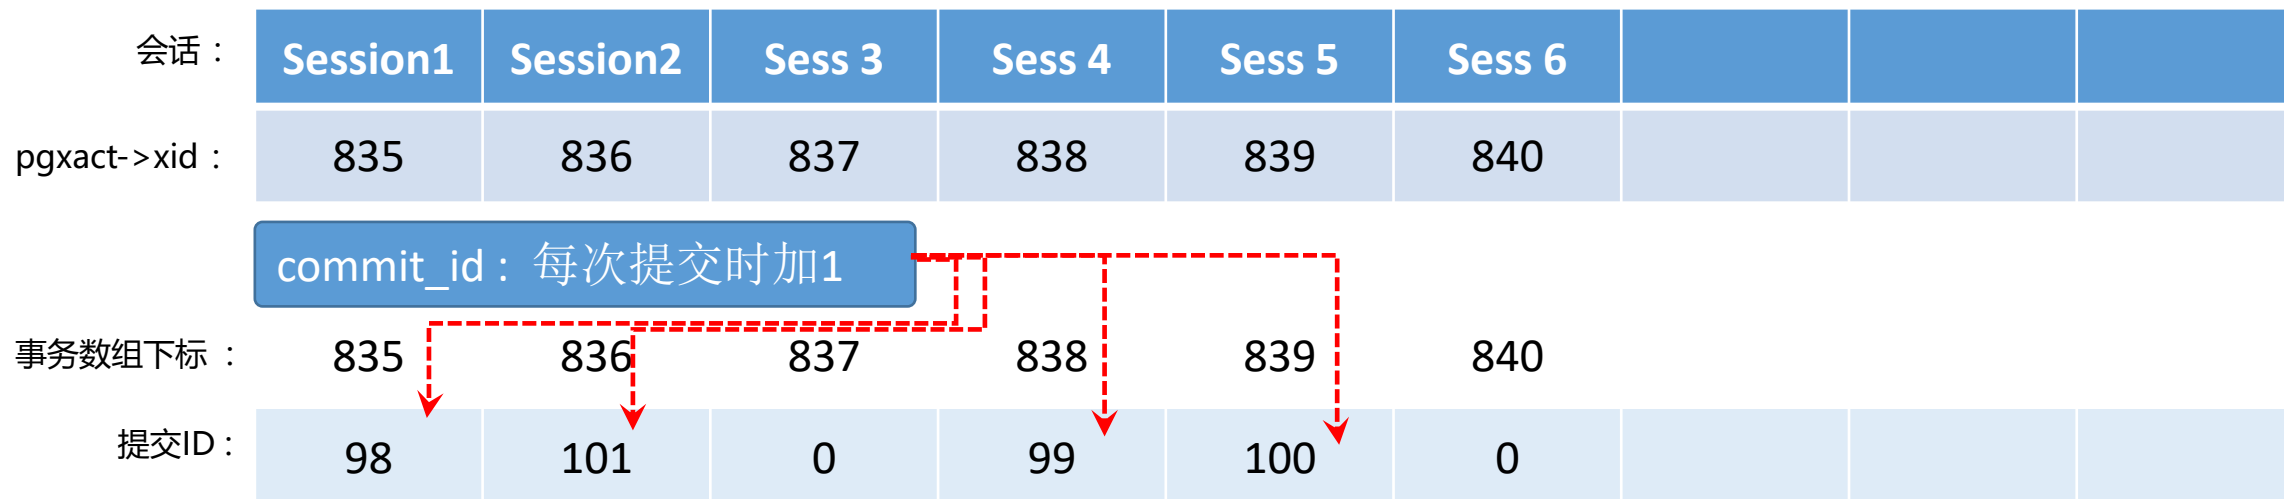 会话： Session1 Session2 Sess 3 Sess 4 Sess 5 Sess 6
pgxact->xid： 835 836 837 838 839 840
commit_id：每次提交时加1
事务数组下标 ： 835 836 837 838 839 840
提交ID： 98 101 0 99 100 0